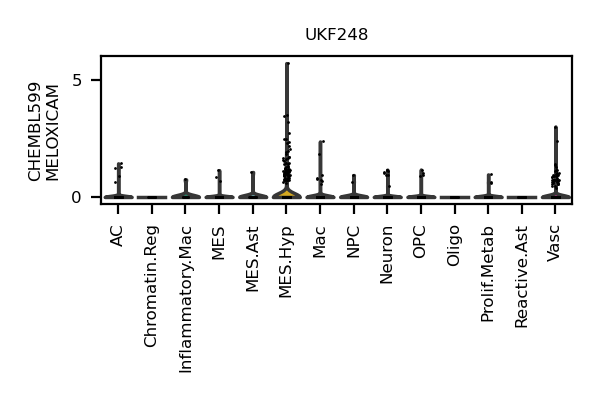 UKF248
CHEMBL599
MELOXICAM
5
0
AC
Chromatin.Reg
Inflammatory.Mac
MES
MES.Ast
MES.Hyp
Mac
NPC
Neuron
OPC
Oligo
Prolif.Metab
Reactive.Ast
Vasc